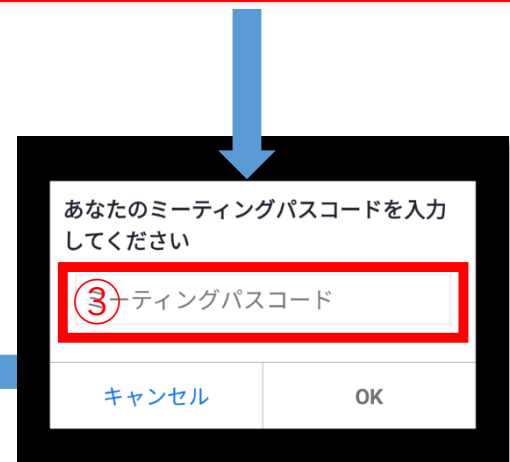 あなたのミーティングパスコードを入力
してください
③
ミーティングパスコード
キャンセル
OK